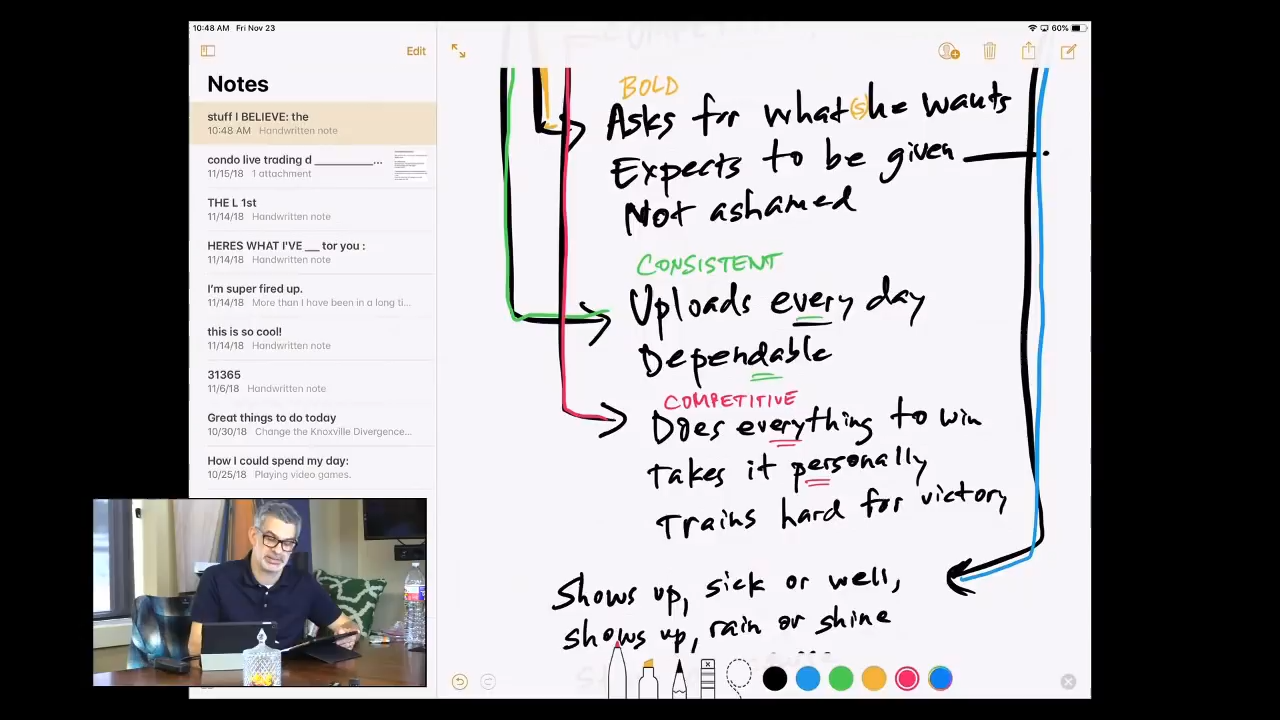 10:48 AM Fri Nov 23
60%
Edit
Notes
stuff I BELIEVE: the
10:48 AM Handwritten note
condo live trading d ___________...
11/15/18 1 attachment
THE L 1st
11/14/18 Handwritten note
HERES WHAT I'VE ___ tor you :
11/14/18 Handwritten note
I'm super fired up.
11/14/18 More than I have been in a long ti...
this is so cool!
11/14/18 Handwritten note
31365
11/6/18 Handwritten note
Great things to do today
10/30/18 Change the Knoxville Divergence...
How I could spend my day:
10/25/18 Playing video games.
BOLD
Asks for what (s)he wants
Expects to be given
Not ashamed
CONSISTENT
Uploads every day
Dependable
COMPETITIVE
Does everything to win
takes it personally
Trains hard for victory
Shows up, sick or well,
shows up, rain or shine